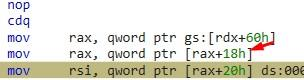 nop
cdq
mov rax, qword ptr gs:[rdx+60h]
mov rax, qword ptr [rax+18h]
mov rsi, qword ptr [rax+20h] ds:000